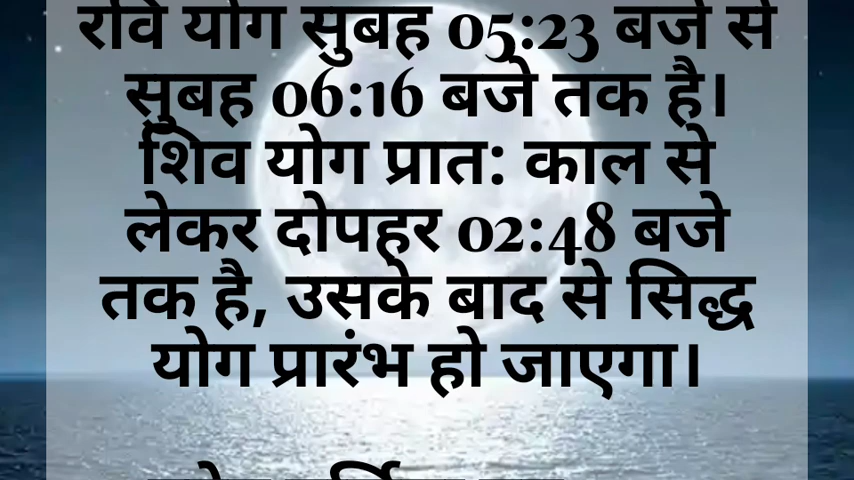 रवि योग सुबह 05:23 बजे से
सुबह 06:16 बजे तक है।
शिव योग प्रात: काल से
लेकर दोपहर 02:48 बजे
तक है, उसके बाद से सिद्ध
योग प्रारंभ हो जाएगा।